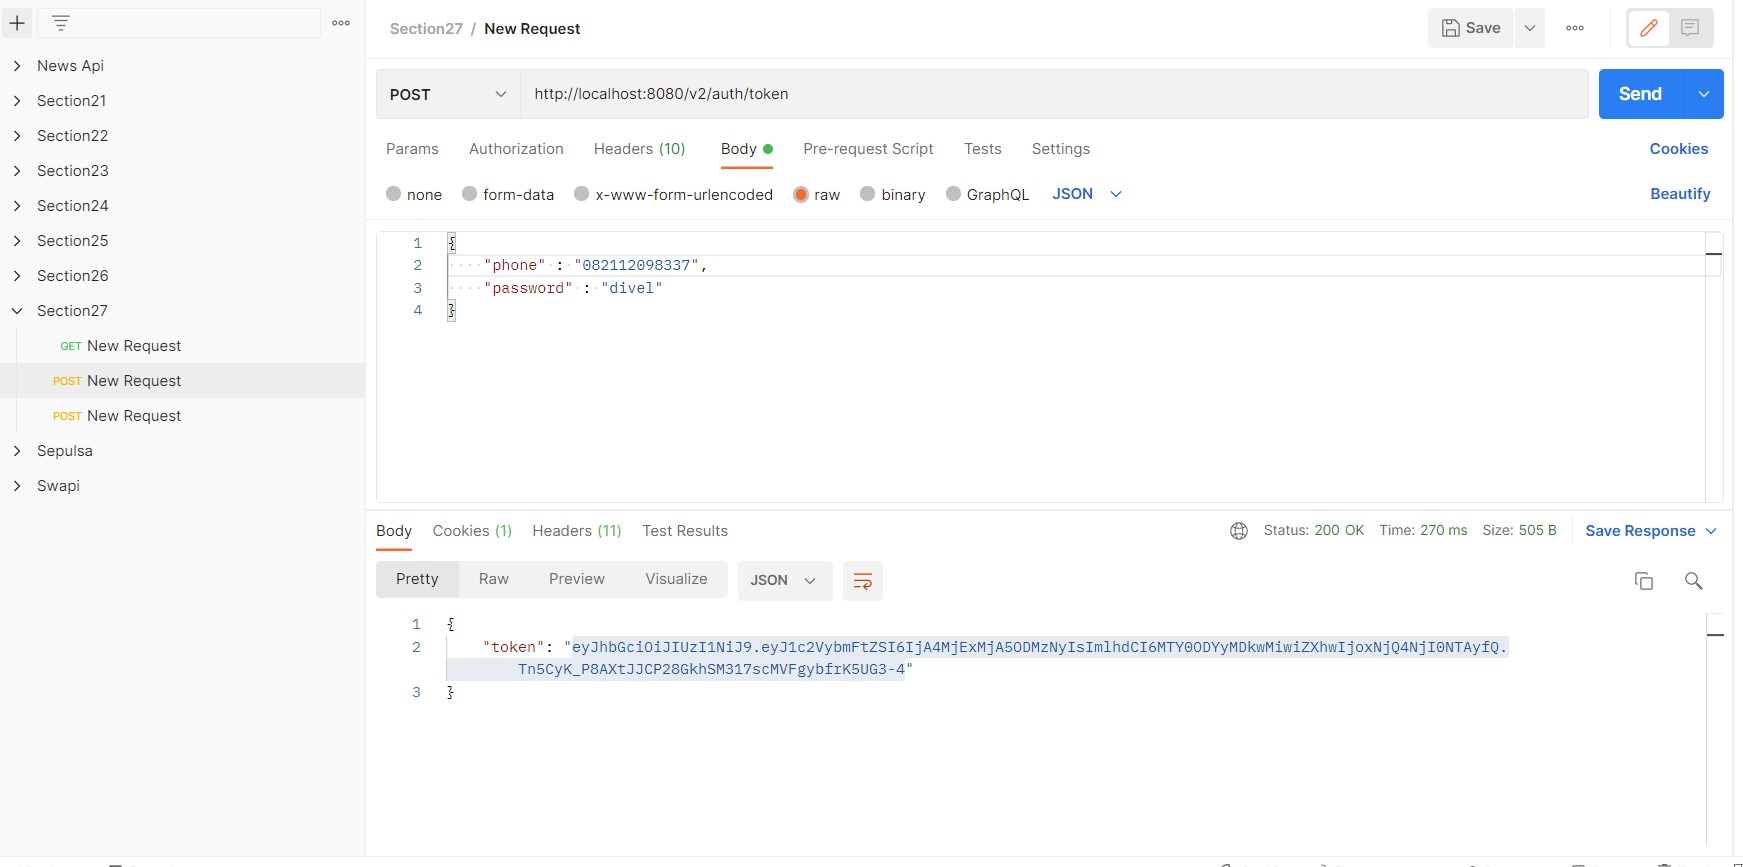 Section27 / New Request
Save
News Api
Section21
Section22
Section23
Section24
Section25
Section26
Section27
GET New Request
POST New Request
POST New Request
Sepulsa
Swapi
POST http://localhost:8080/v2/auth/token Send
Params Authorization Headers (10) Body Pre-request Script Tests Settings Cookies
none form-data x-www-form-urlencoded raw binary GraphQL JSON Beautify
1 {
2 "phone" : "082112098337",
3 "password" : "divel"
4 }
Body Cookies (1) Headers (11) Test Results Status: 200 OK Time: 270 ms Size: 505 B Save Response
Pretty Raw Preview Visualize JSON
1 {
2 "token": "eyJhbGciOiJIUzI1NiJ9.eyJ1c2VybmFtZSI6IjA4MjExMjA5ODMzNyIsImlhdCI6MTY0ODYyMDkwMiwiZXhwIjoxNjQ4NjI0NTAyfQ.
Tn5CyK_P8AXtJJCP28GkhSM317scMVFgybfrK5UG3-4"
3 }